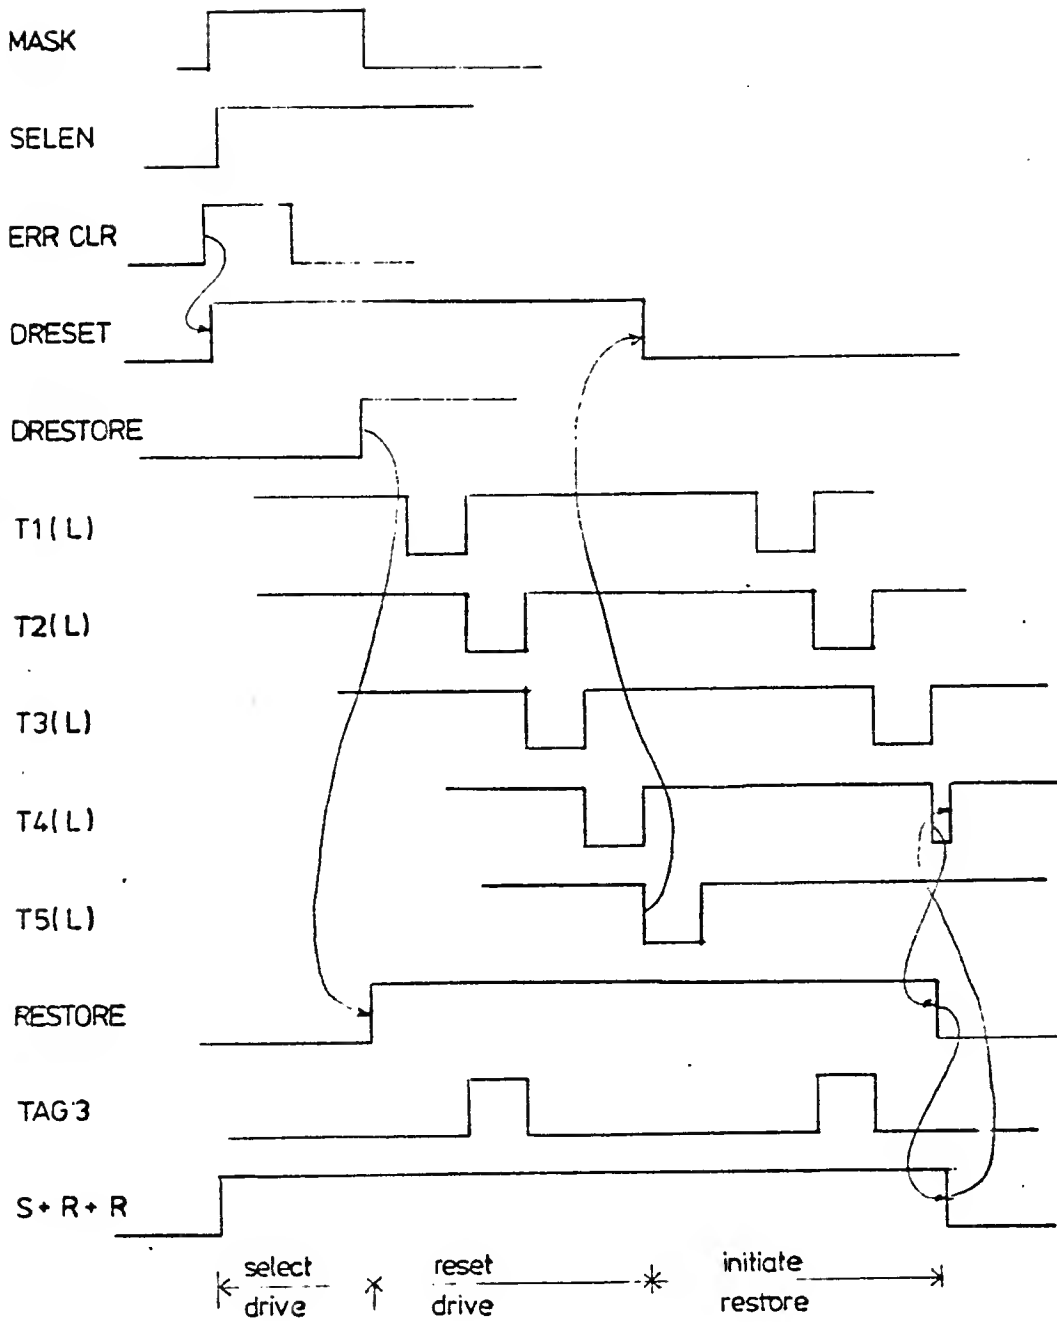 MASK
SELEN
ERR CLR
DRESET
DRESTORE
T1(L)
T2(L)
T3(L)
T4(L)
T5(L)
RESTORE
TAG 3
S+R+R
select drive
reset drive
initiate restore